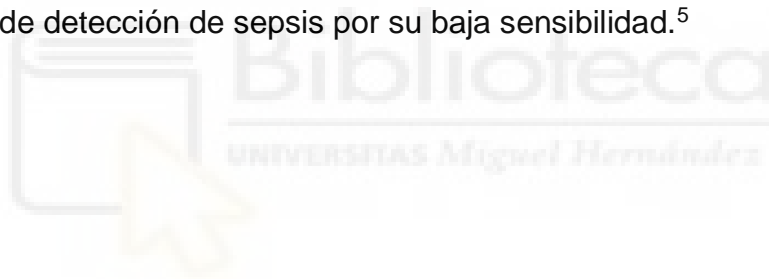 de detección de sepsis por su baja sensibilidad.⁵
Biblioteca
UNIVERSITAS Miguel Hernández